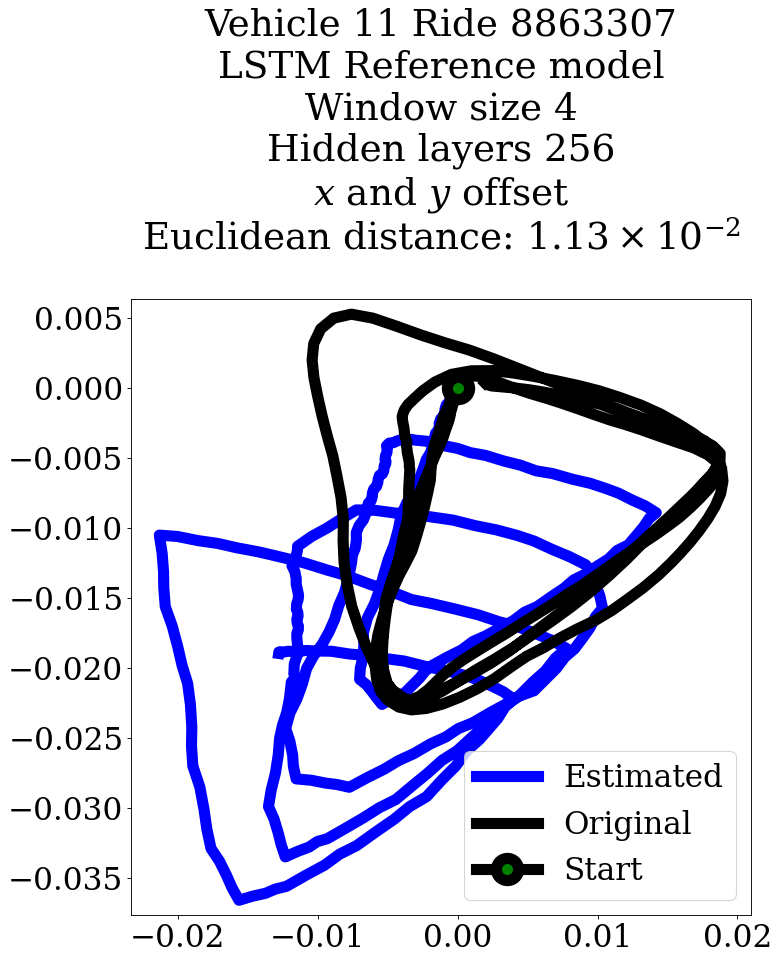 Vehicle 11 Ride 8863307
LSTM Reference model
Window size 4
Hidden layers 256
x and y offset
Euclidean distance: 1.13 × 10⁻²
0.005
0.000
−0.005
−0.010
−0.015
−0.020
−0.025
−0.030
−0.035
Estimated
Original
Start
−0.02 −0.01 0.00 0.01 0.02